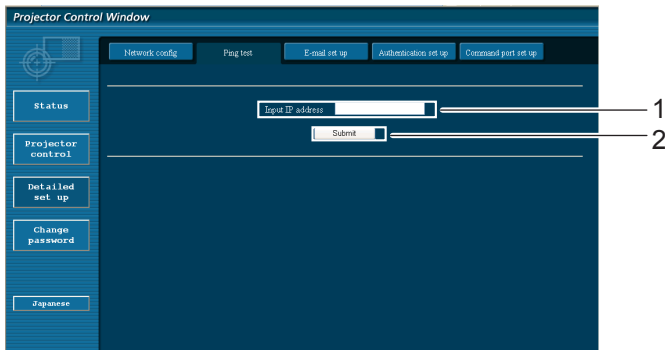 Projector Control Window
Network config
Ping test
E-mail set up
Authentication set up
Command port set up
Status
Projector
control
Detailed
set up
Change
password
Japanese
Input IP address
1
Submit
2